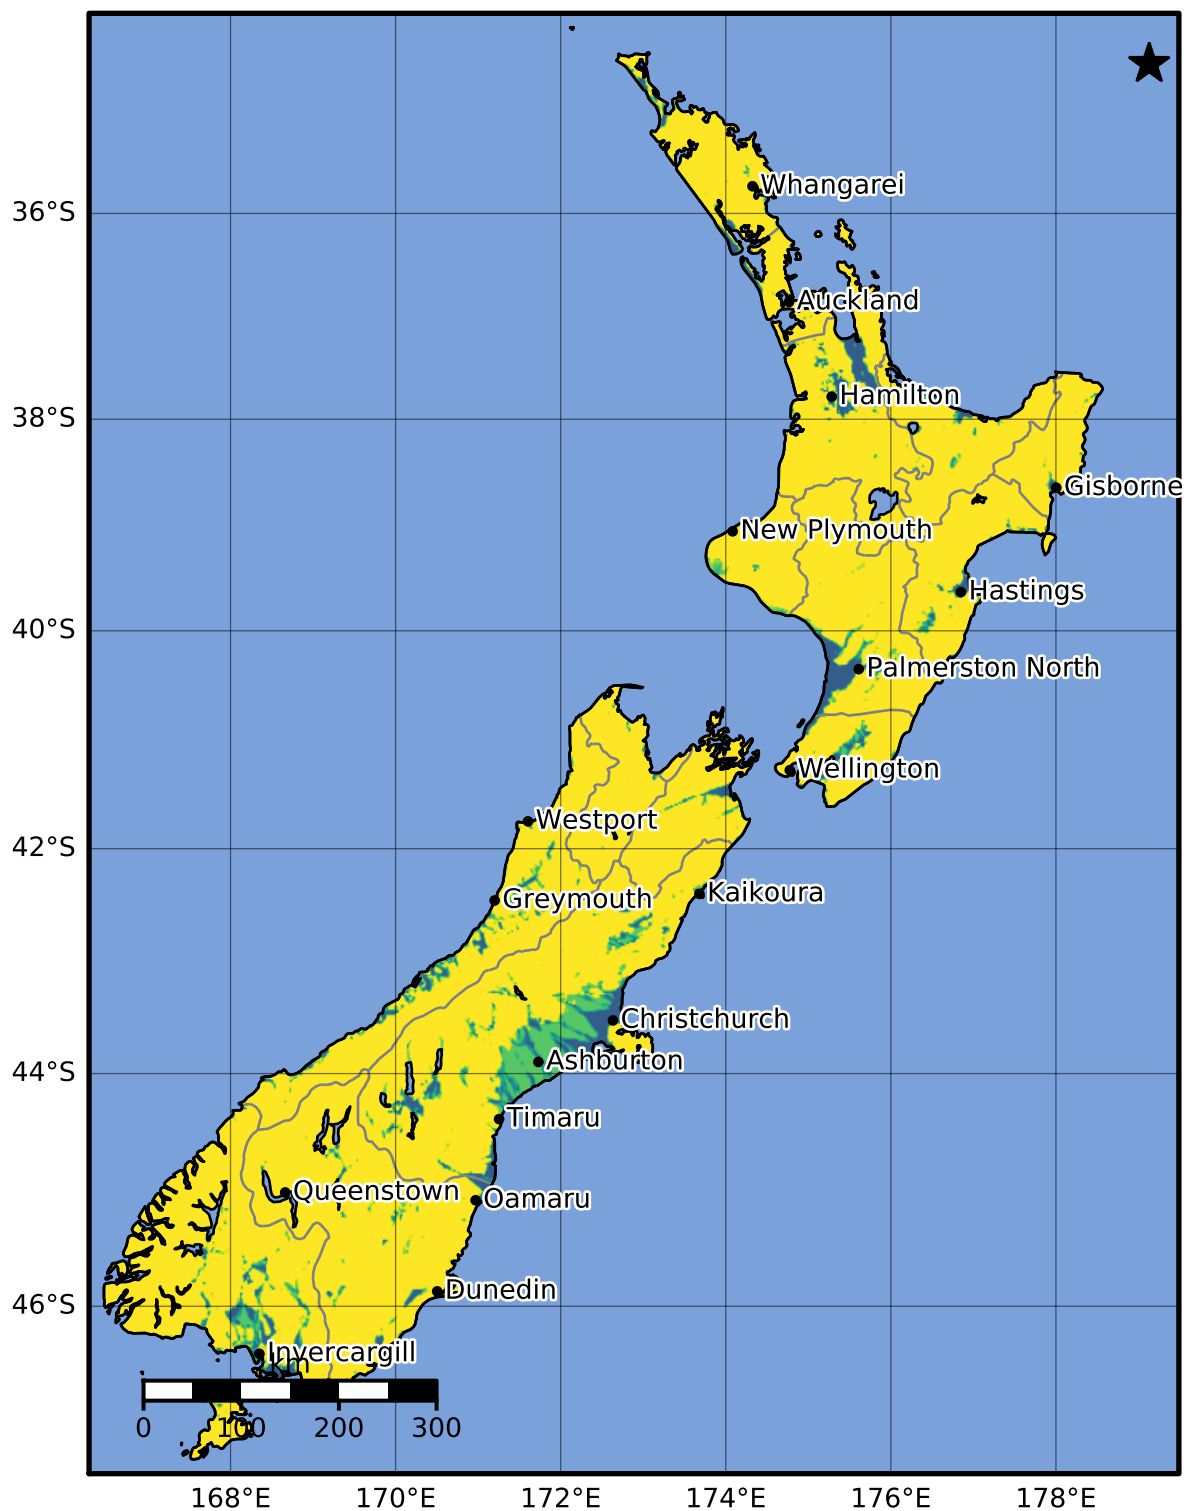 Whangarei
36°S
Auckland
Hamilton
38°S
Gisborne
New Plymouth
Hastings
40°S
Palmerston North
Wellington
Westport
42°S
Kaikoura
Greymouth
Christchurch
Ashburton
44°S
Timaru
Queenstown
Oamaru
Dunedin
46°S
Invercargill
km
0 100 200 300
168°E 170°E 172°E 174°E 176°E 178°E